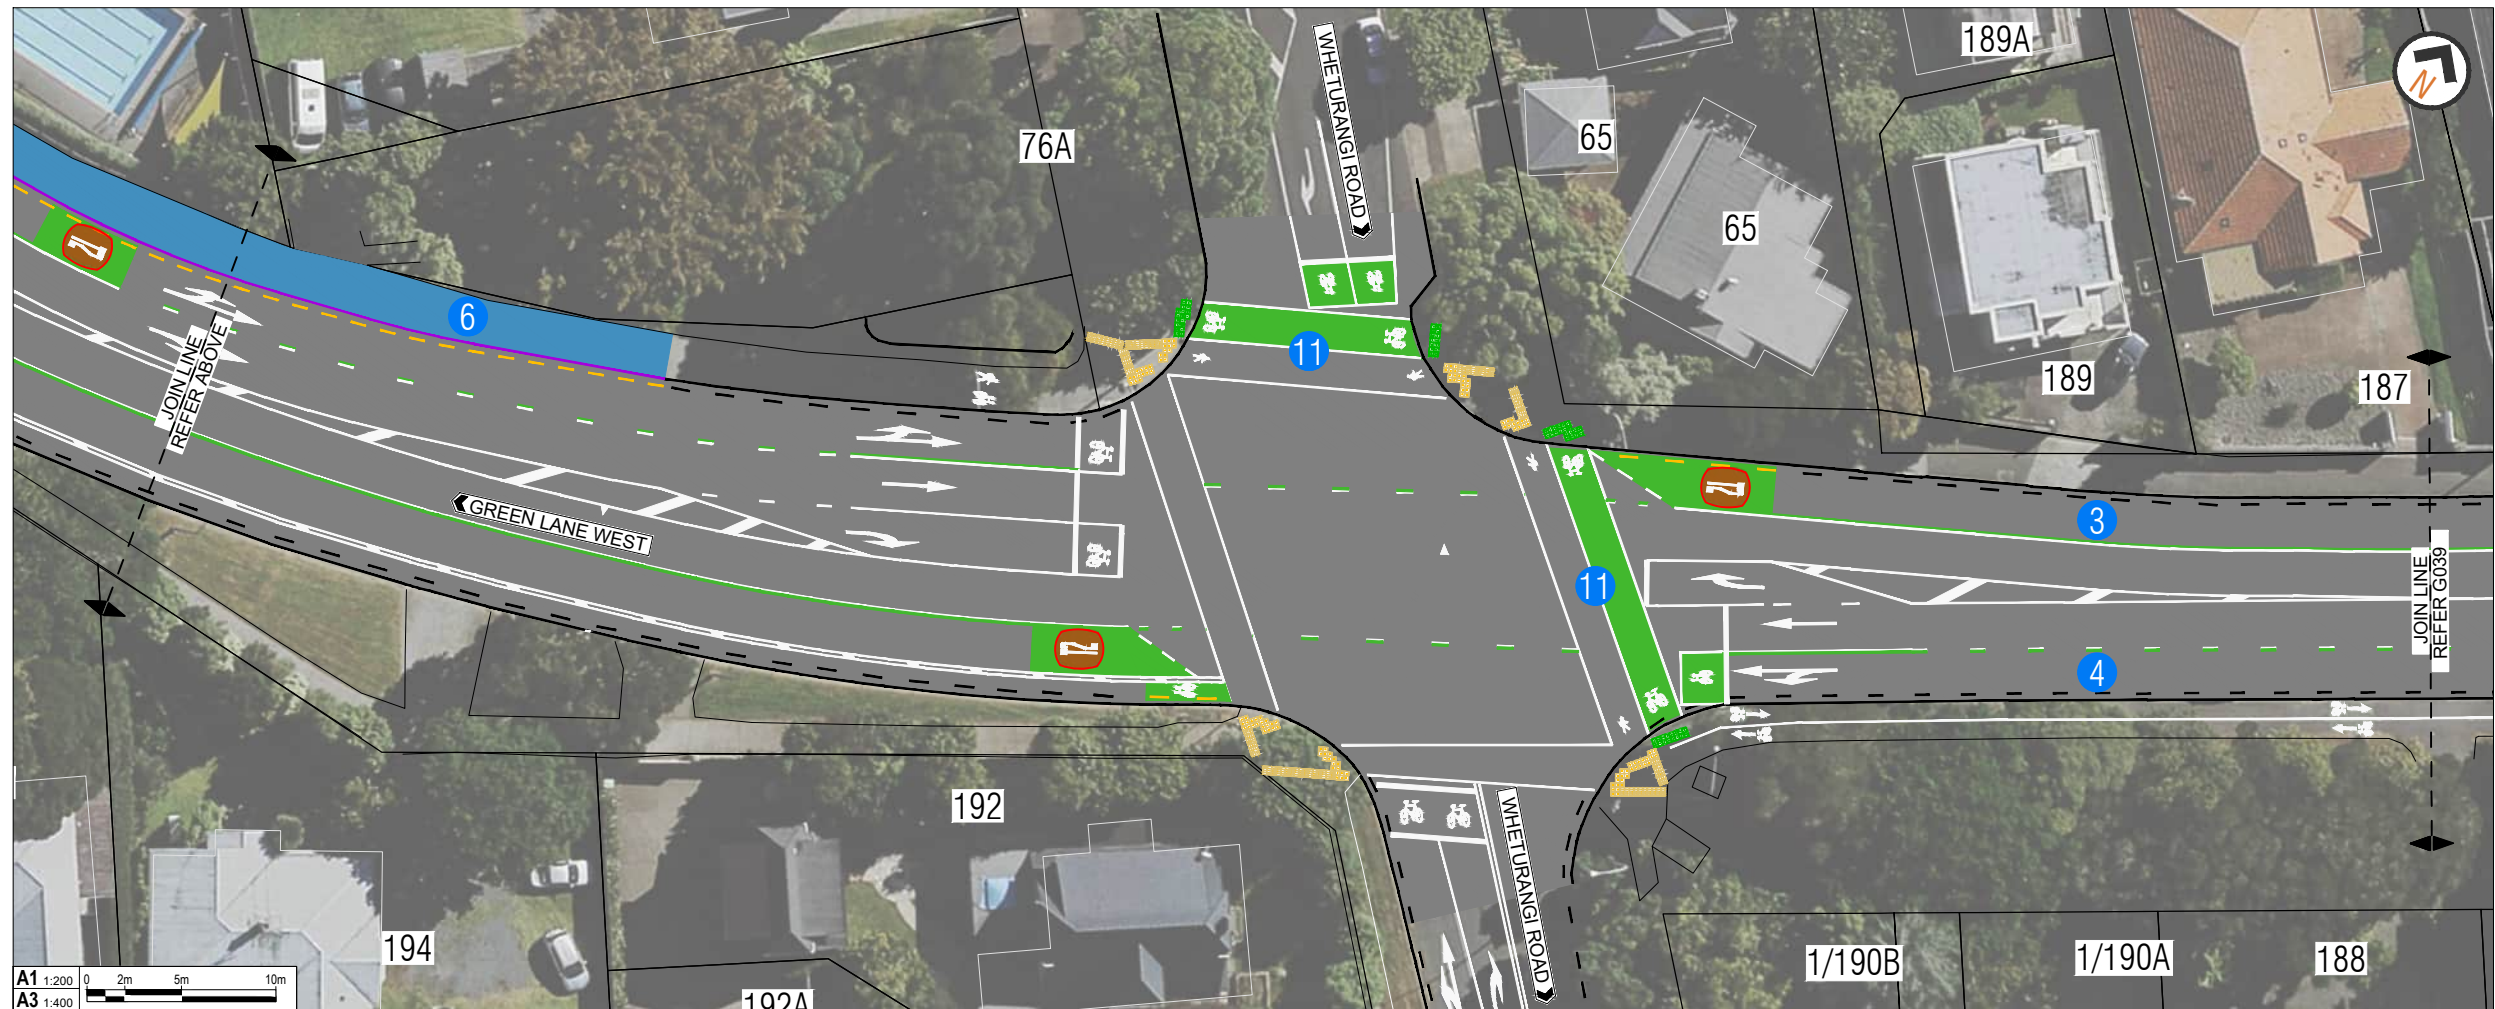 189A
N
WHETURANGI ROAD
76A
65
65
6
11
189
187
JOIN LINE
REFER ABOVE
GREEN LANE WEST
3
11
4
JOIN LINE
REFER G039
192
WHETURANGI ROAD
194
1/190B
1/190A
188
192A
A1 1:200
A3 1:400
0 2m 5m 10m